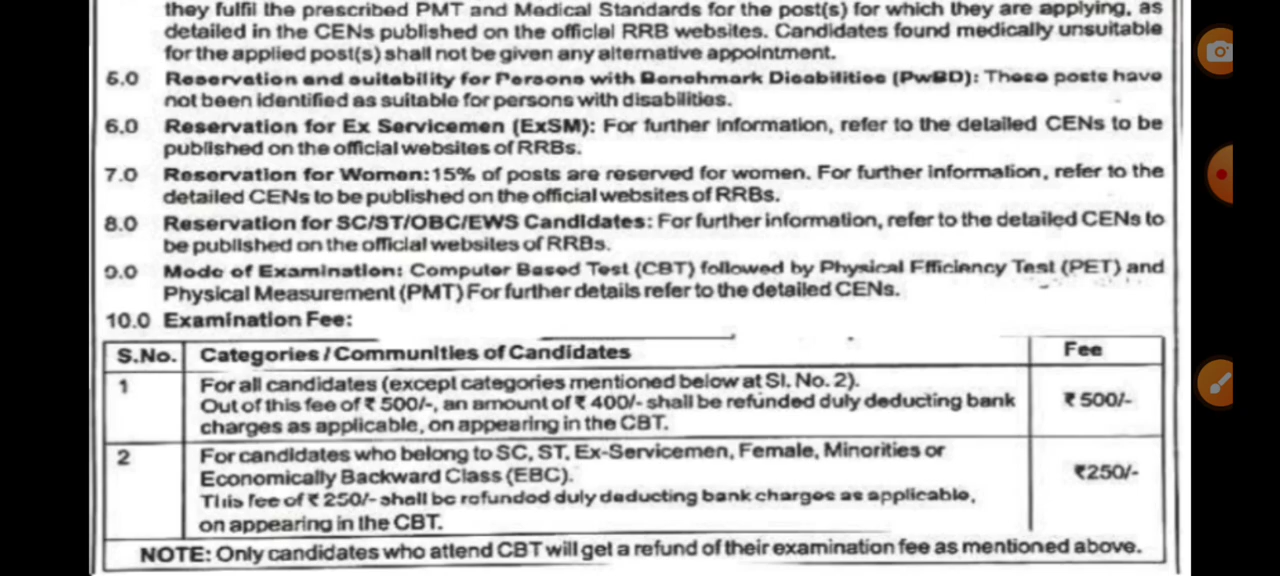 they fulfil the prescribed PMT and Medical Standards for the post(s) for which they are applying, as
detailed in the CENs published on the official RRB websites. Candidates found medically unsuitable
for the applied post(s) shall not be given any alternative appointment.
6.0 Reservation and suitability for Persons with Benchmark Disabilities (PwBD): These posts have
not been identified as suitable for persons with disabilities.
6.0 Reservation for Ex Servicemen (ExSM): For further information, refer to the detailed CENs to be
published on the official websites of RRBs.
7.0 Reservation for Women: 15% of posts are reserved for women. For further information, refer to the
detailed CENs to be published on the official websites of RRBs.
8.0 Reservation for SC/ST/OBC/EWS Candidates: For further information, refer to the detailed CENs to
be published on the official websites of RRBs.
9.0 Mode of Examination: Computer Based Test (CBT) followed by Physical Efficiency Test (PET) and
Physical Measurement (PMT) For further details refer to the detailed CENs.
10.0 Examination Fee:
S.No. Categories / Communities of Candidates Fee
1 For all candidates (except categories mentioned below at Sl. No. 2).
Out of this fee of ₹ 500/-, an amount of ₹ 400/- shall be refunded duly deducting bank ₹ 500/-
charges as applicable, on appearing in the CBT.
2 For candidates who belong to SC, ST, Ex-Servicemen, Female, Minorities or
Economically Backward Class (EBC). ₹250/-
This fee of ₹ 250/- shall be refunded duly deducting bank charges as applicable,
on appearing in the CBT.
NOTE: Only candidates who attend CBT will get a refund of their examination fee as mentioned above.